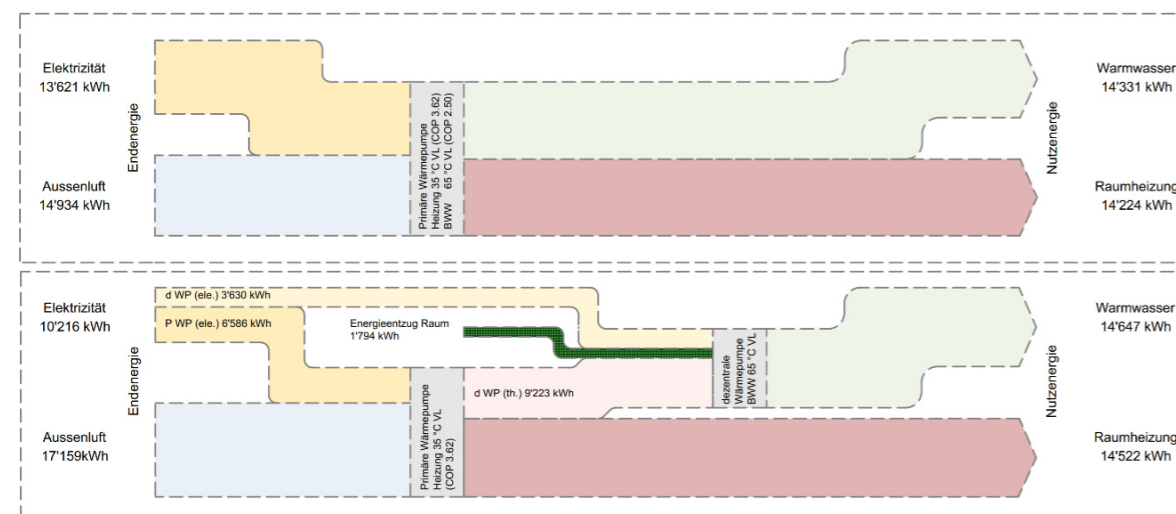 Elektrizität
13'621 kWh
Endenergie
Aussenluft
14'934 kWh
Primäre Wärmepumpe
Heizung 35 °C VL (COP 3.62)
BWW 65 °C VL (COP 2.50)
Warmwasser
14'331 kWh
Nutzenergie
Raumheizung
14'224 kWh
Elektrizität
10'216 kWh
d WP (ele.) 3'630 kWh
P WP (ele.) 6'586 kWh
Energieentzug Raum
1'794 kWh
Endenergie
Aussenluft
17'159kWh
Primäre Wärmepumpe
Heizung 35 °C VL
(COP 3.62)
d WP (th.) 9'223 kWh
dezentrale
Wärmepumpe
BWW 65 °C VL
Warmwasser
14'647 kWh
Nutzenergie
Raumheizung
14'522 kWh